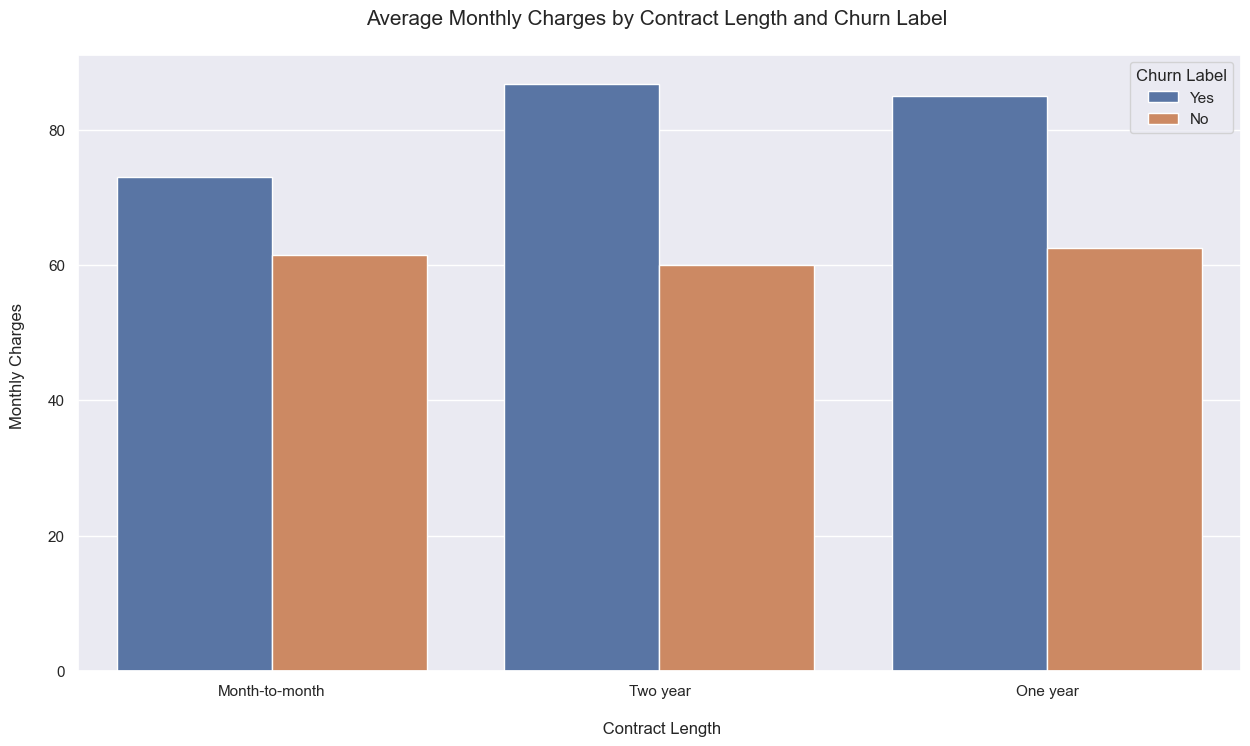 Average Monthly Charges by Contract Length and Churn Label
Churn Label
Yes
No
80
60
40
20
0
Monthly Charges
Month-to-month
Two year
One year
Contract Length